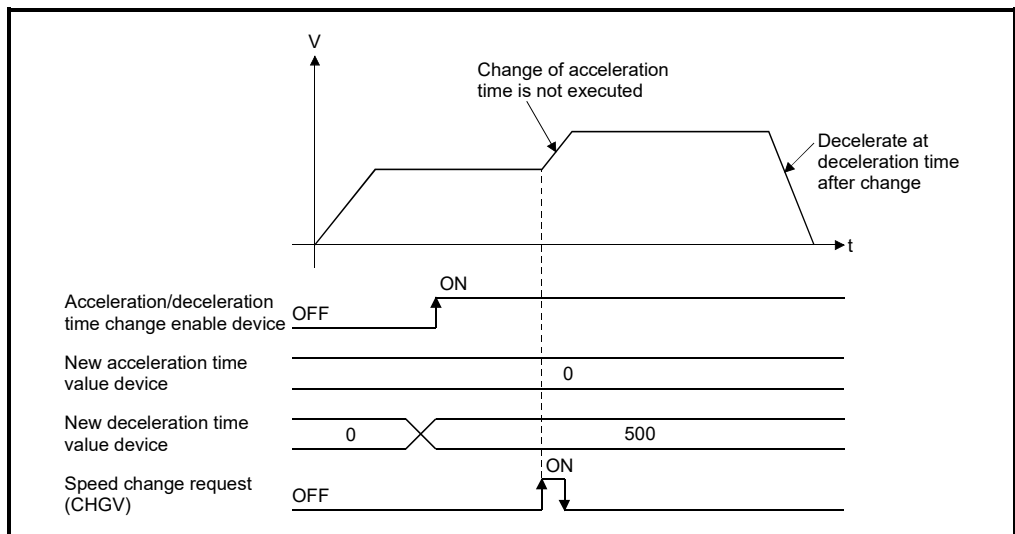 V
Change of acceleration
time is not executed
Decelerate at
deceleration time
after change
t
ON
Acceleration/deceleration
time change enable device
OFF
New acceleration time
value device
0
New deceleration time
value device
0
500
ON
Speed change request
(CHGV)
OFF